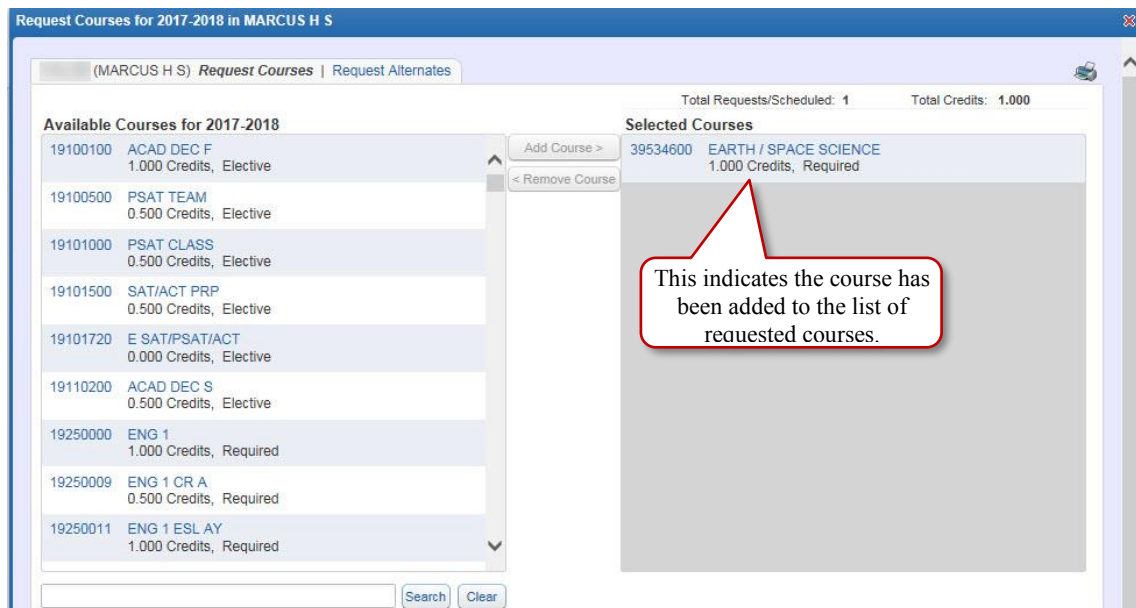 Request Courses for 2017-2018 in MARCUS H S
(MARCUS H S) Request Courses | Request Alternates
Total Requests/Scheduled: 1 Total Credits: 1.000
Available Courses for 2017-2018
Selected Courses
19100100 ACAD DEC F
1.000 Credits, Elective
19100500 PSAT TEAM
0.500 Credits, Elective
19101000 PSAT CLASS
0.500 Credits, Elective
19101500 SAT/ACT PRP
0.500 Credits, Elective
19101720 E SAT/PSAT/ACT
0.000 Credits, Elective
19110200 ACAD DEC S
0.500 Credits, Elective
19250000 ENG 1
1.000 Credits, Required
19250009 ENG 1 CR A
0.500 Credits, Required
19250011 ENG 1 ESL AY
1.000 Credits, Required
Add Course >
< Remove Course
39534600 EARTH / SPACE SCIENCE
1.000 Credits, Required
This indicates the course has
been added to the list of
requested courses.
Search Clear